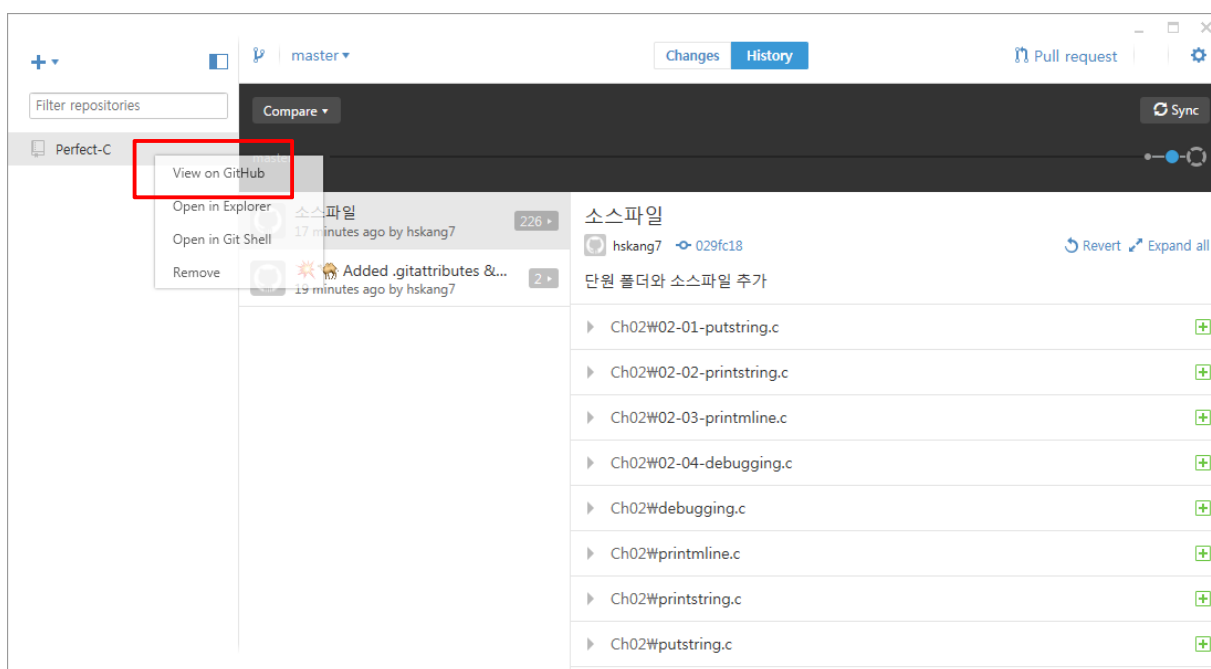 master
Changes
History
Pull request
Filter repositories
Compare
Sync
Perfect-C
master
View on GitHub
Open in Explorer
Open in Git Shell
Remove
소스파일
17 minutes ago by hskang7
226
Added .gitattributes &...
19 minutes ago by hskang7
2
소스파일
hskang7 029fc18
Revert Expand all
단원 폴더와 소스파일 추가
Ch02₩02-01-putstring.c
Ch02₩02-02-printstring.c
Ch02₩02-03-printmline.c
Ch02₩02-04-debugging.c
Ch02₩debugging.c
Ch02₩printmline.c
Ch02₩printstring.c
Ch02₩putstring.c